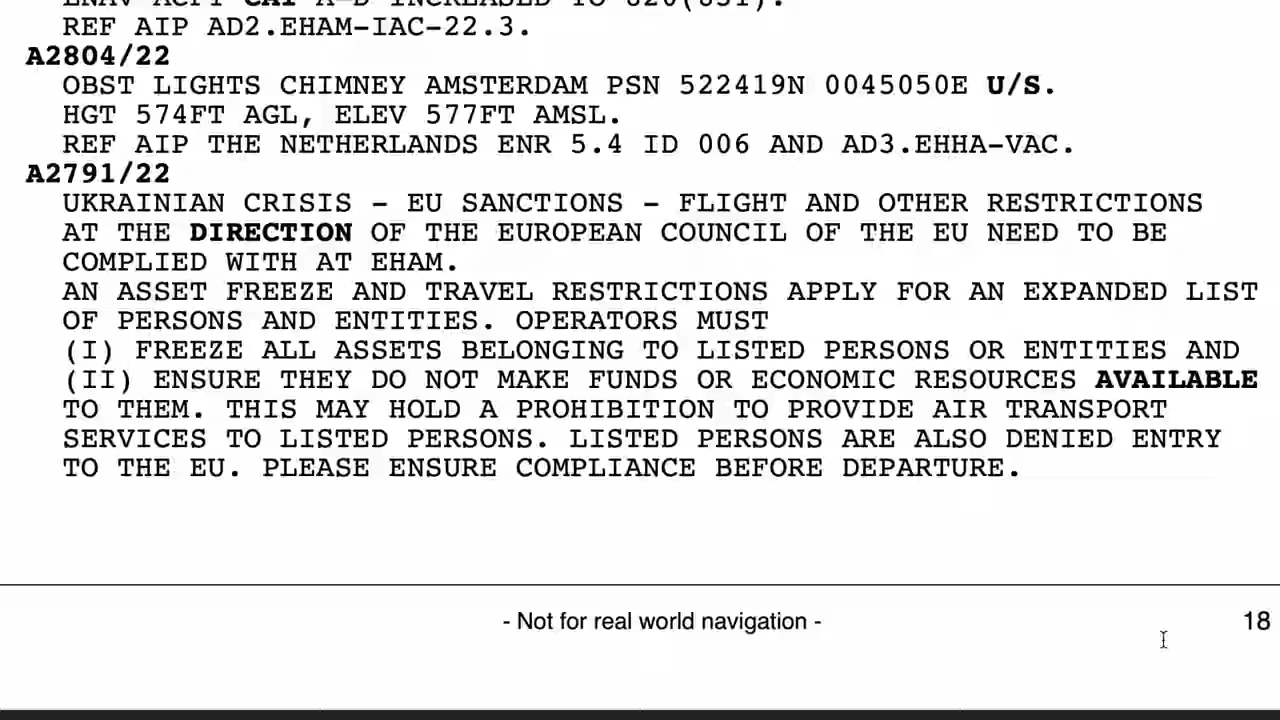 REF AIP AD2.EHAM-IAC-22.3.
A2804/22
OBST LIGHTS CHIMNEY AMSTERDAM PSN 522419N 0045050E U/S.
HGT 574FT AGL, ELEV 577FT AMSL.
REF AIP THE NETHERLANDS ENR 5.4 ID 006 AND AD3.EHHA-VAC.
A2791/22
UKRAINIAN CRISIS - EU SANCTIONS - FLIGHT AND OTHER RESTRICTIONS
AT THE DIRECTION OF THE EUROPEAN COUNCIL OF THE EU NEED TO BE
COMPLIED WITH AT EHAM.
AN ASSET FREEZE AND TRAVEL RESTRICTIONS APPLY FOR AN EXPANDED LIST
OF PERSONS AND ENTITIES. OPERATORS MUST
(I) FREEZE ALL ASSETS BELONGING TO LISTED PERSONS OR ENTITIES AND
(II) ENSURE THEY DO NOT MAKE FUNDS OR ECONOMIC RESOURCES AVAILABLE
TO THEM. THIS MAY HOLD A PROHIBITION TO PROVIDE AIR TRANSPORT
SERVICES TO LISTED PERSONS. LISTED PERSONS ARE ALSO DENIED ENTRY
TO THE EU. PLEASE ENSURE COMPLIANCE BEFORE DEPARTURE.
- Not for real world navigation -
18